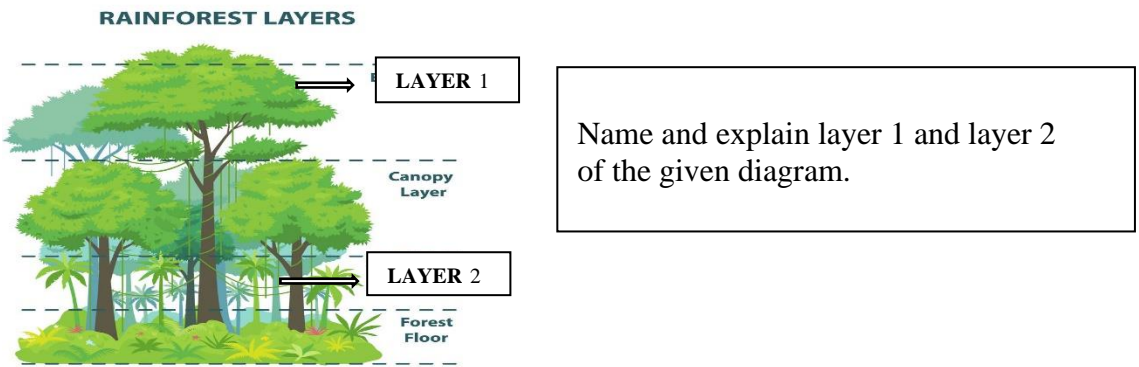 RAINFOREST LAYERS
LAYER 1
Canopy
Layer
LAYER 2
Forest
Floor
Name and explain layer 1 and layer 2
of the given diagram.